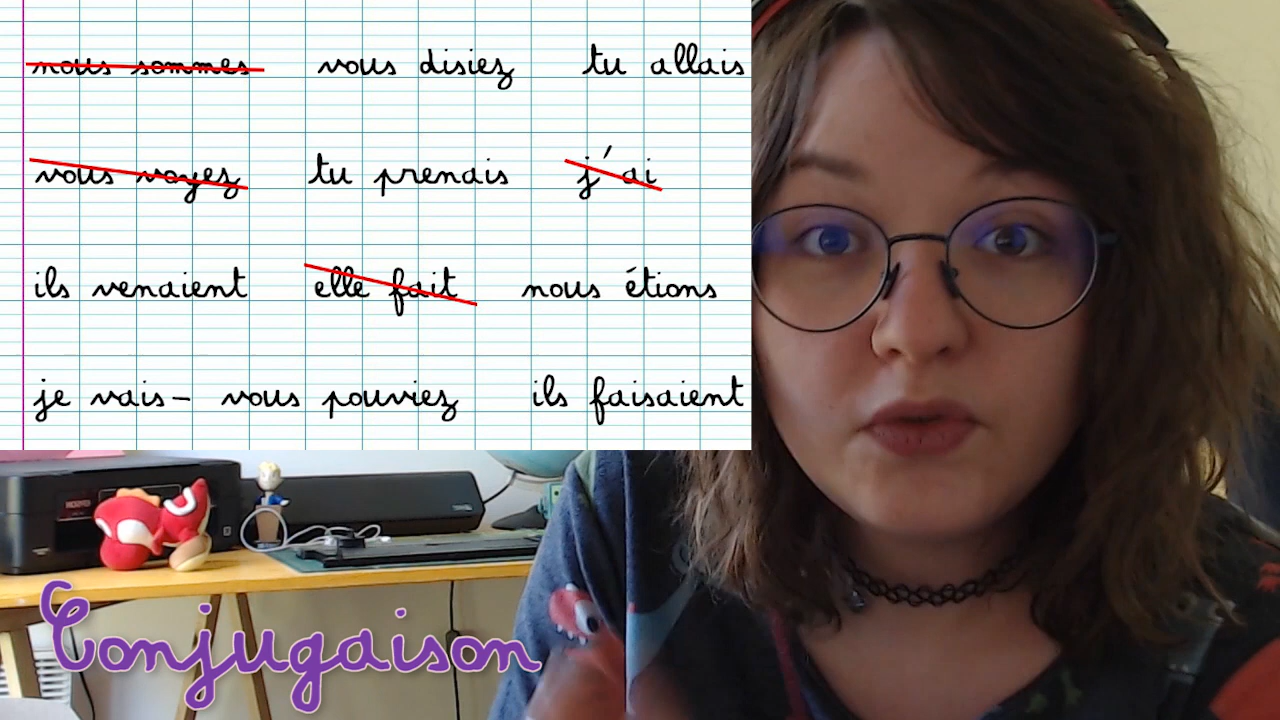 nous sommes vous disiez tu allais
vous voyez tu prenais j'ai
ils venaient elle fait nous étions
je vais – vous pouviez ils faisaient
Conjugaison